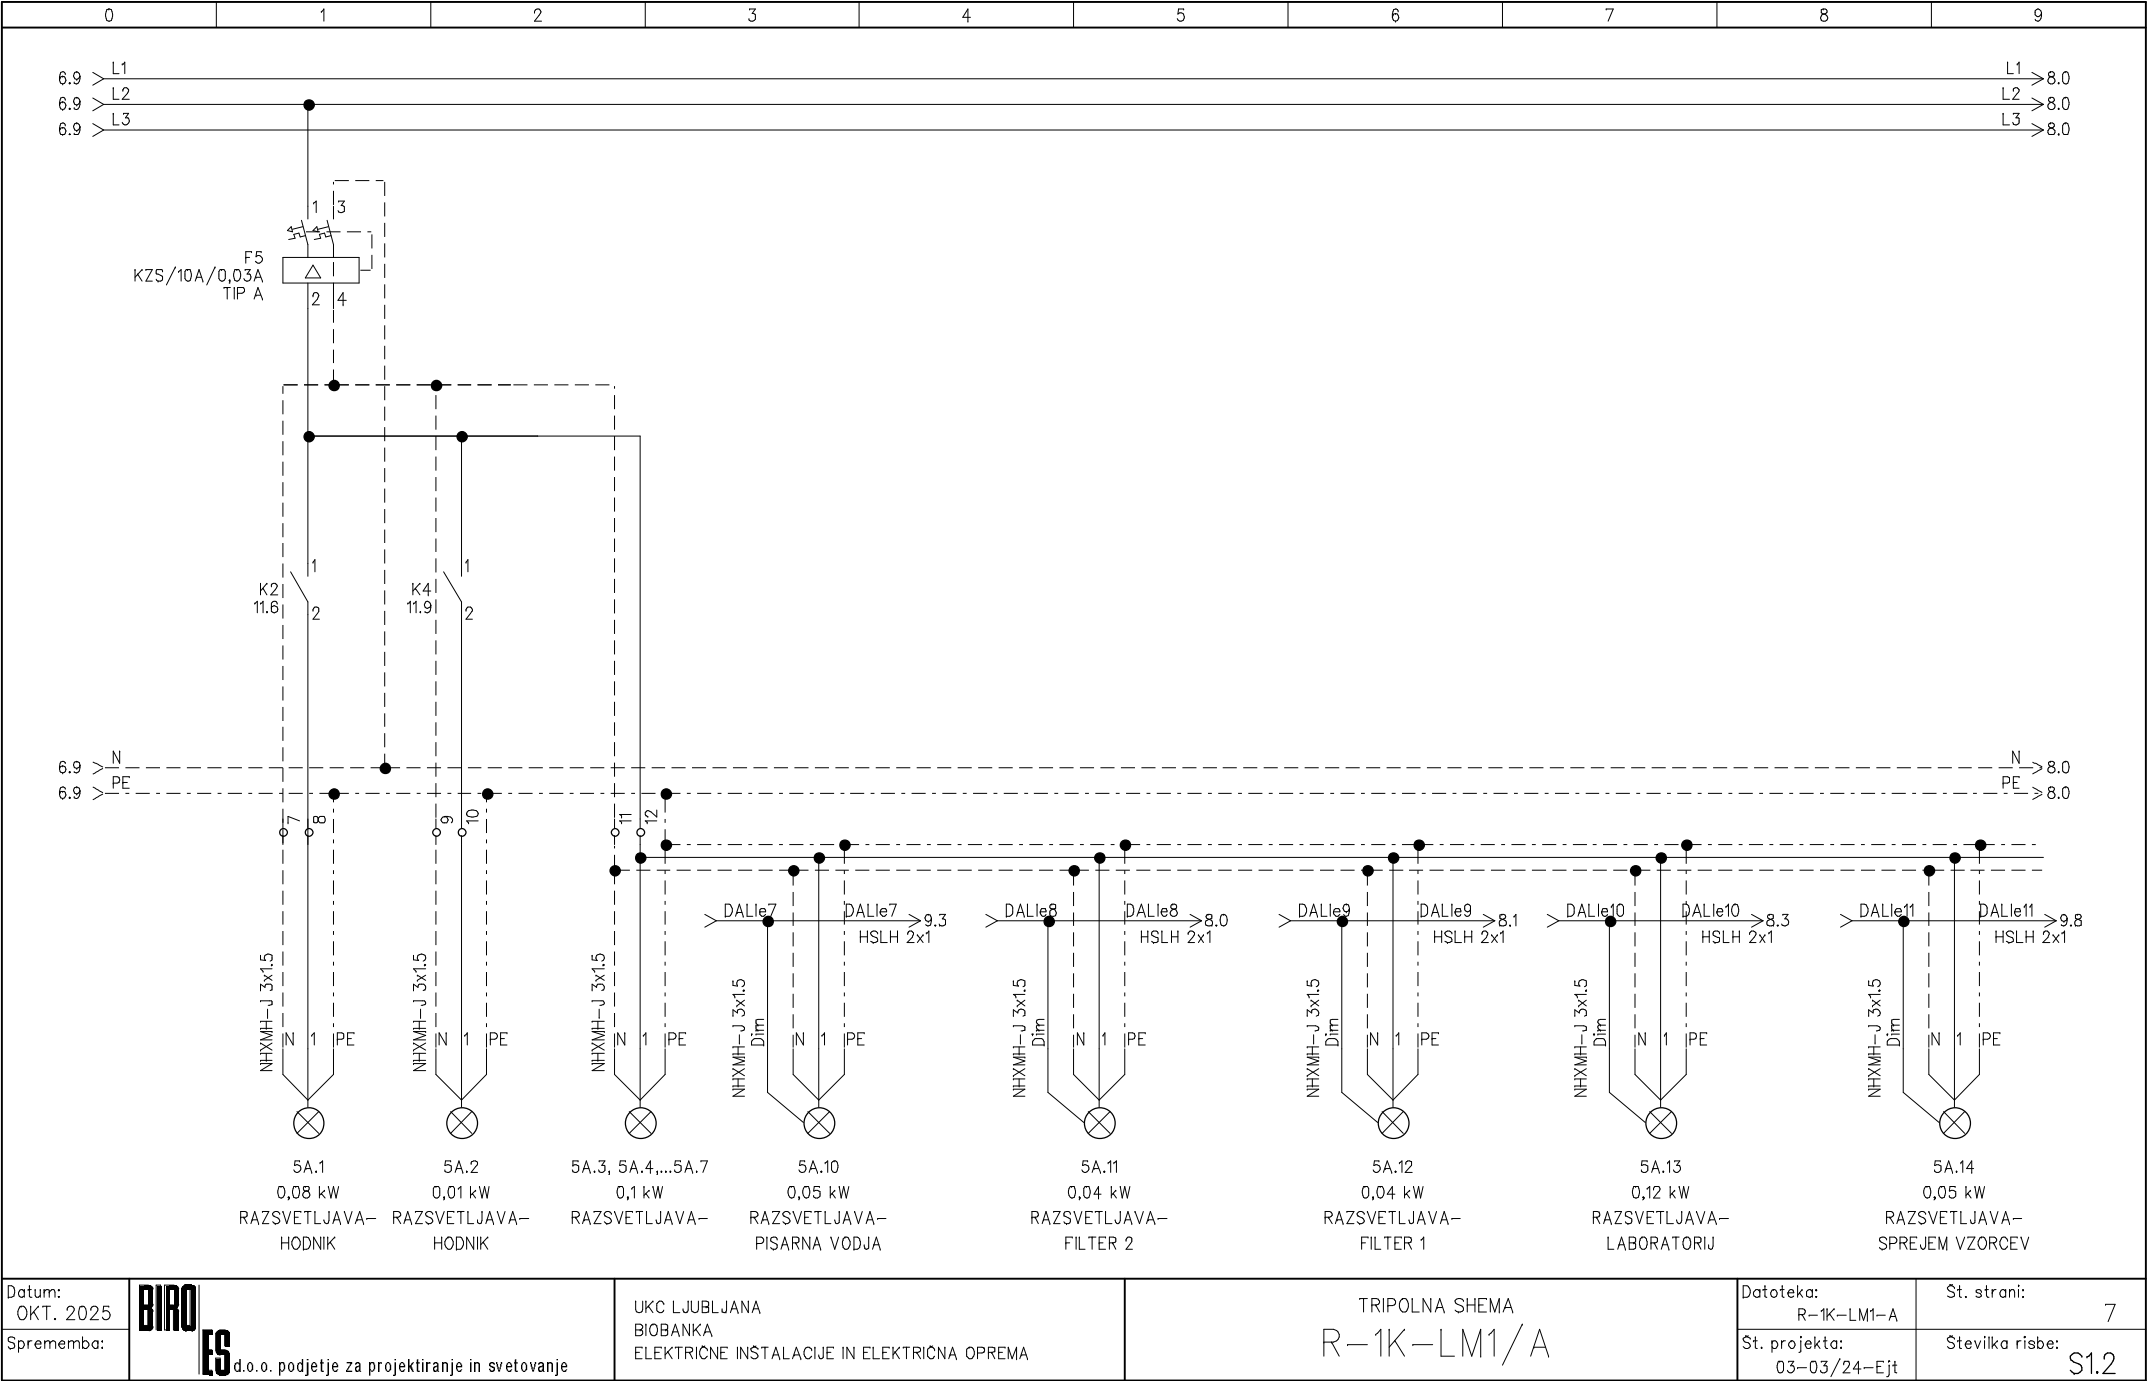 0 1 2 3 4 5 6 7 8 9
6.9 L1 L1 8.0
6.9 L2 L2 8.0
6.9 L3 L3 8.0
1 3
F5
KZS/10A/0,03A
TIP A
2 4
1 1
K2 K4
11.6 11.9
2 2
6.9 N N 8.0
6.9 PE PE 8.0
7 8 9 10 11 12
DALIe7 DALIe7 9.3 DALIe8 DALIe8 8.0 DALIe9 DALIe9 8.1 DALIe10 DALIe10 8.3 DALIe11 DALIe11 9.8
HSLH 2x1 HSLH 2x1 HSLH 2x1 HSLH 2x1 HSLH 2x1
NHXMH-J 3x1.5 NHXMH-J 3x1.5 NHXMH-J 3x1.5 NHXMH-J 3x1.5 NHXMH-J 3x1.5 NHXMH-J 3x1.5 NHXMH-J 3x1.5 NHXMH-J 3x1.5
Dim Dim Dim Dim Dim
N 1 PE N 1 PE N 1 PE N 1 PE N 1 PE N 1 PE N 1 PE N 1 PE
5A.1 5A.2 5A.3, 5A.4,...5A.7 5A.10 5A.11 5A.12 5A.13 5A.14
0,08 kW 0,01 kW 0,1 kW 0,05 kW 0,04 kW 0,04 kW 0,12 kW 0,05 kW
RAZSVETLJAVA- RAZSVETLJAVA- RAZSVETLJAVA- RAZSVETLJAVA- RAZSVETLJAVA- RAZSVETLJAVA- RAZSVETLJAVA- RAZSVETLJAVA-
HODNIK HODNIK PISARNA VODJA FILTER 2 FILTER 1 LABORATORIJ SPREJEM VZORCEV
Datum:
OKT. 2025
Sprememba:
BIRO
ES d.o.o. podjetje za projektiranje in svetovanje
UKC LJUBLJANA
BIOBANKA
ELEKTRIČNE INŠTALACIJE IN ELEKTRIČNA OPREMA
TRIPOLNA SHEMA
R-1K-LM1/A
Datoteka:
R-1K-LM1-A
Št. projekta:
03-03/24-Ejt
Št. strani:
7
Številka risbe:
S1.2